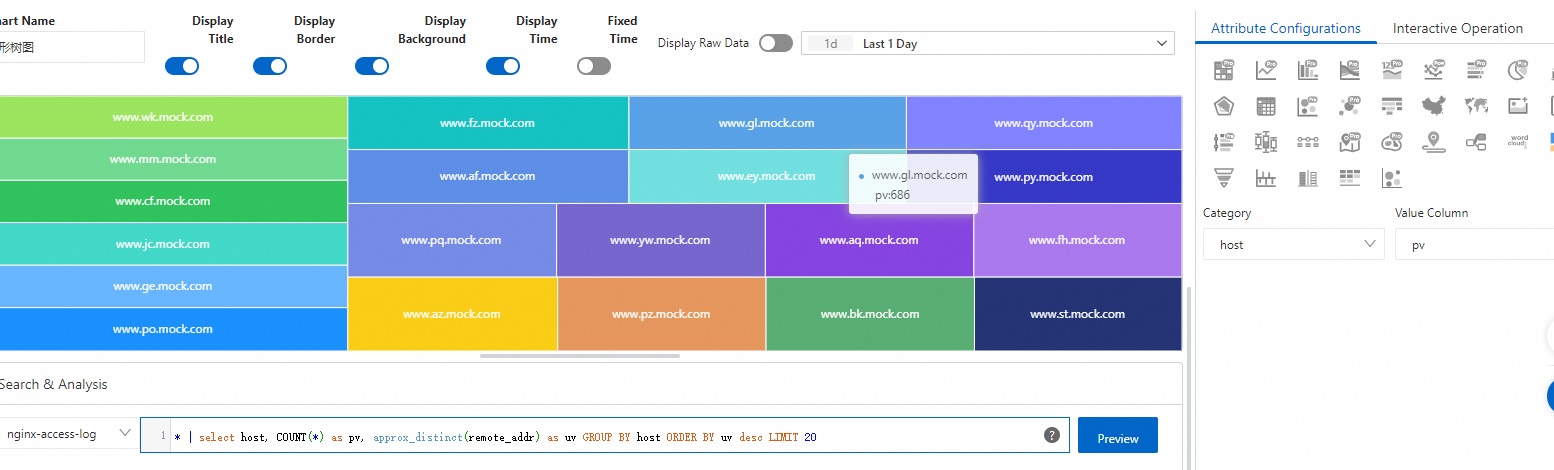 hart Name
形树图
Display Title
Display Border
Display Background
Display Time
Fixed Time
Display Raw Data
1d Last 1 Day
Attribute Configurations
Interactive Operation
www.wk.mock.com
www.mm.mock.com
www.cf.mock.com
www.jc.mock.com
www.ge.mock.com
www.po.mock.com
www.fz.mock.com
www.gl.mock.com
www.qy.mock.com
www.af.mock.com
www.ey.mock.com
www.py.mock.com
www.gl.mock.com
pv:686
www.pq.mock.com
www.yw.mock.com
www.aq.mock.com
www.fh.mock.com
www.az.mock.com
www.pz.mock.com
www.bk.mock.com
www.st.mock.com
word cloud
Category
Value Column
host
pv
Search & Analysis
nginx-access-log
1 * | select host, COUNT(*) as pv, approx_distinct(remote_addr) as uv GROUP BY host ORDER BY uv desc LIMIT 20
?
Preview